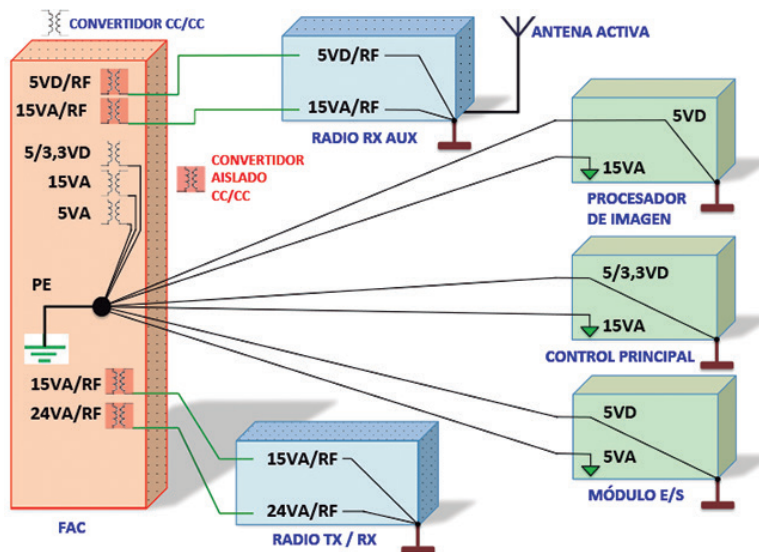 CONVERTIDOR CC/CC
5VD/RF
15VA/RF
5/3,3VD
15VA
5VA
CONVERTIDOR
AISLADO
CC/CC
PE
15VA/RF
24VA/RF
FAC
5VD/RF
15VA/RF
RADIO RX AUX
ANTENA ACTIVA
5VD
15VA
PROCESADOR
DE IMAGEN
5/3,3VD
15VA
CONTROL PRINCIPAL
5VD
5VA
MÓDULO E/S
15VA/RF
24VA/RF
RADIO TX / RX